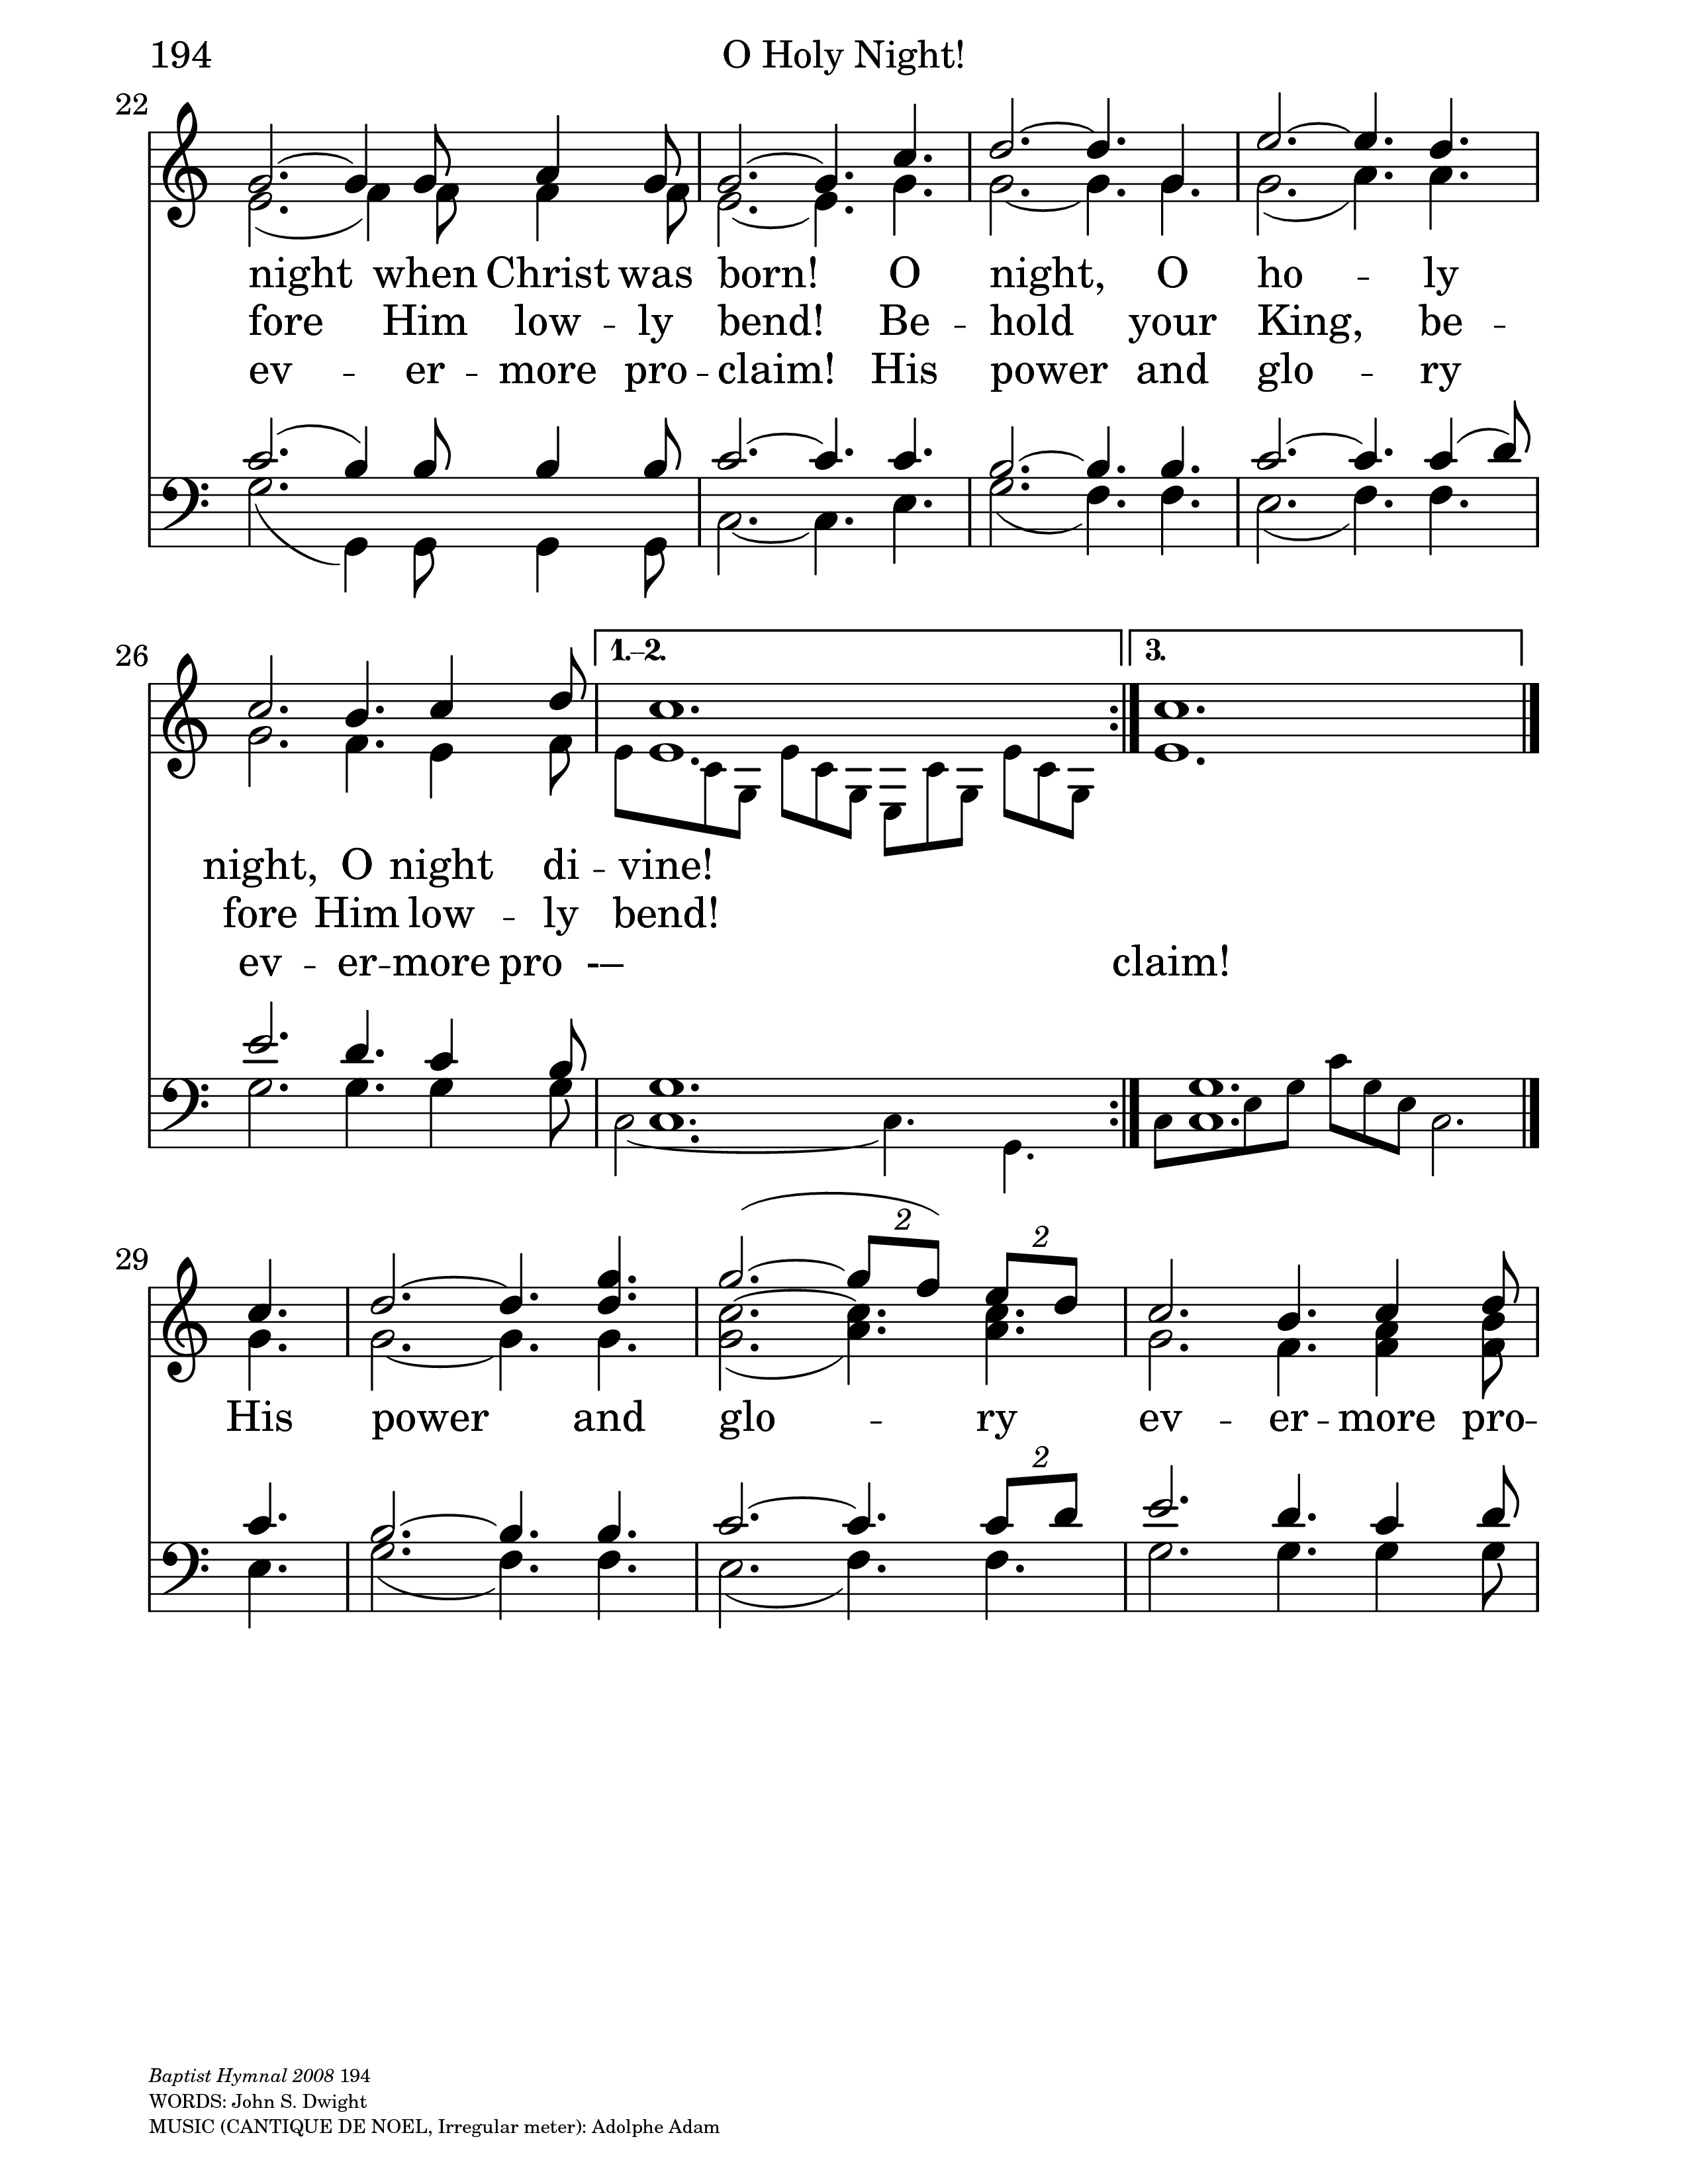 194 O Holy Night!
22
night when Christ was born! O night, O ho - ly
fore Him low - ly bend! Be - hold your King, be -
ev - er - more pro - claim! His power and glo - ry
26 1.–2. 3.
night, O night di - vine!
fore Him low - ly bend!
ev - er - more pro -– claim!
29 2 2
His power and glo - ry ev - er - more pro -
2
Baptist Hymnal 2008 194
WORDS: John S. Dwight
MUSIC (CANTIQUE DE NOEL, Irregular meter): Adolphe Adam